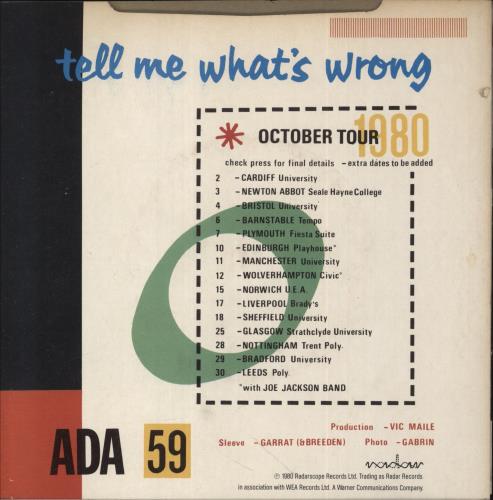 tell me what's wrong
OCTOBER TOUR 1980
check press for final details – extra dates to be added
2 – CARDIFF University
3 – NEWTON ABBOT Seale Hayne College
4 – BRISTOL University
6 – BARNSTABLE Tempo
7 – PLYMOUTH Fiesta Suite
10 – EDINBURGH Playhouse*
11 – MANCHESTER University
12 – WOLVERHAMPTON Civic*
15 – NORWICH U.E.A.
17 – LIVERPOOL Brady's
18 – SHEFFIELD University
25 – GLASGOW Strathclyde University
28 – NOTTINGHAM Trent Poly.
29 – BRADFORD University
30 – LEEDS Poly.
*with JOE JACKSON BAND
Production – VIC MAILE
Sleeve – GARRAT (& BREEDEN) Photo – GABRIN
ADA 59
radar
℗ 1980 Radarscope Records Ltd. Trading as Radar Records
in association with WEA Records Ltd. A Warner Communications Company.